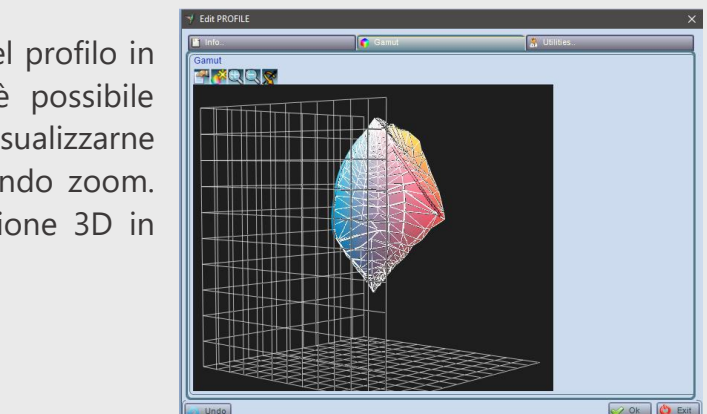 el profilo in
è possibile
sualizzarne
ndo zoom.
ione 3D in
Edit PROFILE
Info..
Gamut
Utilities..
Gamut
Undo
Ok
Exit